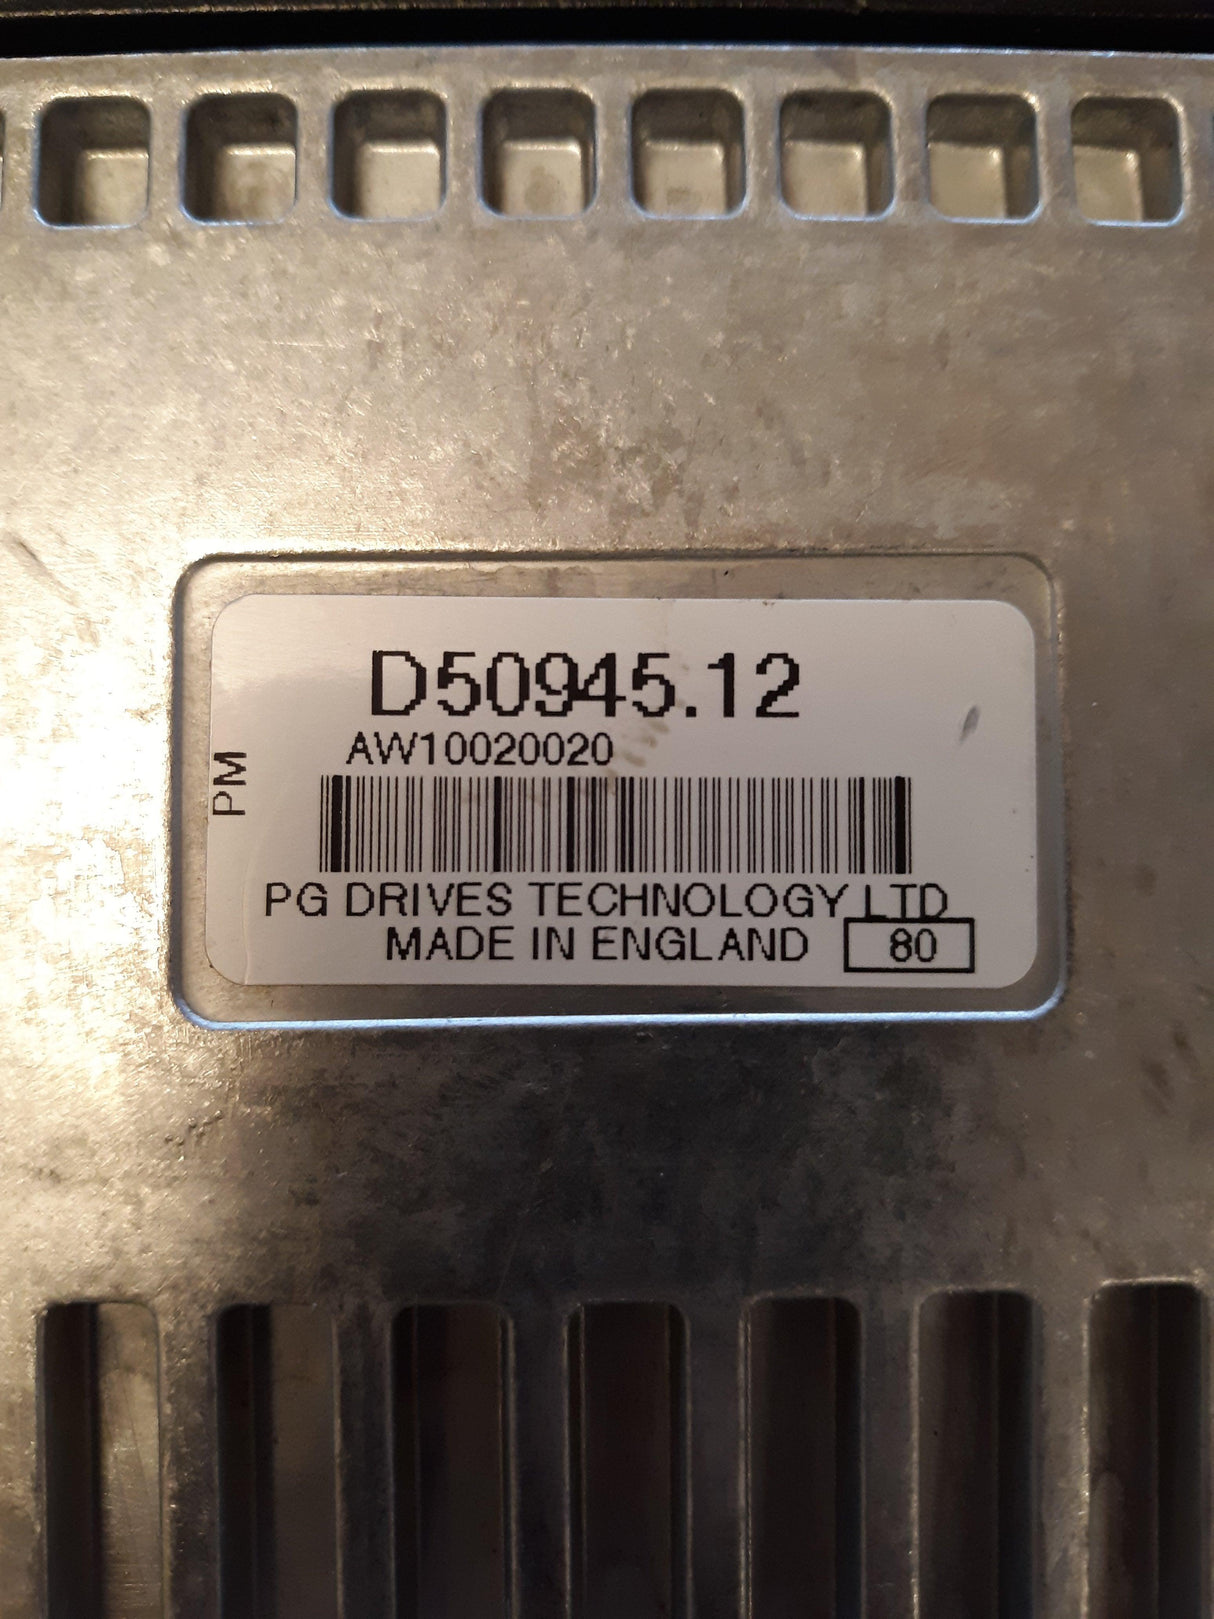 D50945.12
AW10020020
PM
PG DRIVES TECHNOLOGY LTD
MADE IN ENGLAND
80